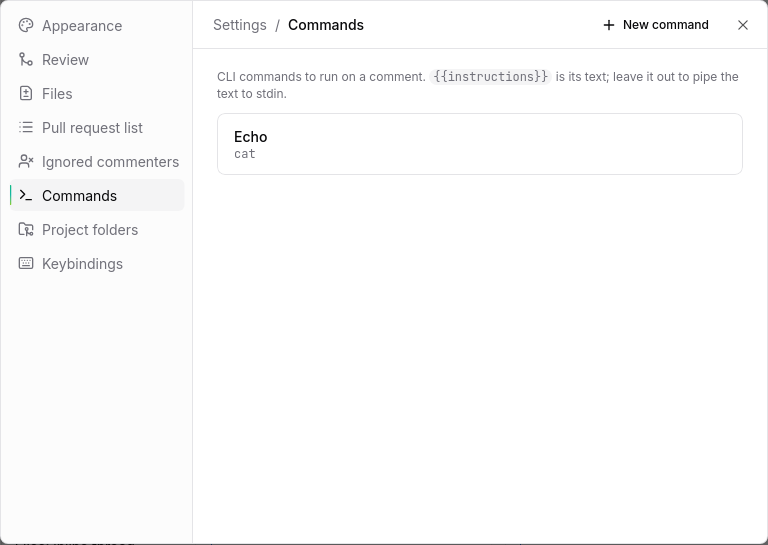 Appearance
Review
Files
Pull request list
Ignored commenters
Commands
Project folders
Keybindings
Settings / Commands
New command
CLI commands to run on a comment. {{instructions}} is its text; leave it out to pipe the
text to stdin.
Echo
cat